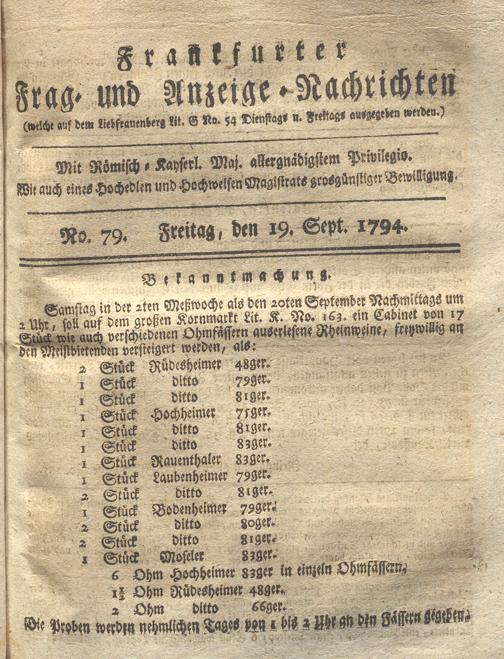 Franckfurter
Frag- und Anzeige-Nachrichten
(welche auf dem Liebfrauenberg Lit. G No. 54 Dienstags u. Freitags ausgegeben werden.)
Mit Römisch-Kayserl. Maj. allergnädigstem Privilegio.
Wie auch eines Hochedlen und Hochweisen Magistrats grosgünstiger Bewilligung.
No. 79. Freitag, den 19. Sept. 1794.
Bekanntmachung.
Samstag in der 2ten Meßwoche als den 20ten September Nachmittags um
2 Uhr, soll auf dem großen Kornmarkt Lit. K. No. 163. ein Cabinet von 17
Stück wie auch verschiedenen Ohmfässern auserlesene Rheinweine, freywillig an
den Meistbietenden versteigert werden, als:
2 Stück Rüdesheimer 48ger.
1 Stück ditto 79ger.
1 Stück ditto 81ger.
1 Stück Hochheimer 75ger.
1 Stück ditto 81ger.
1 Stück ditto 83ger.
1 Stück Rauenthaler 83ger.
1 Stück Laubenheimer 79ger.
2 Stück ditto 81ger.
1 Stück Bodenheimer 79ger.
2 Stück ditto 80ger.
2 Stück ditto 81ger.
1 Stück Moseler 83ger.
6 Ohm Hochheimer 83ger in einzeln Ohmfässern.
1½ Ohm Rüdesheimer 48ger.
2 Ohm ditto 66ger.
Die Proben werden nehmlichen Tages von 1 bis 2 Uhr an den Fässern gegeben.